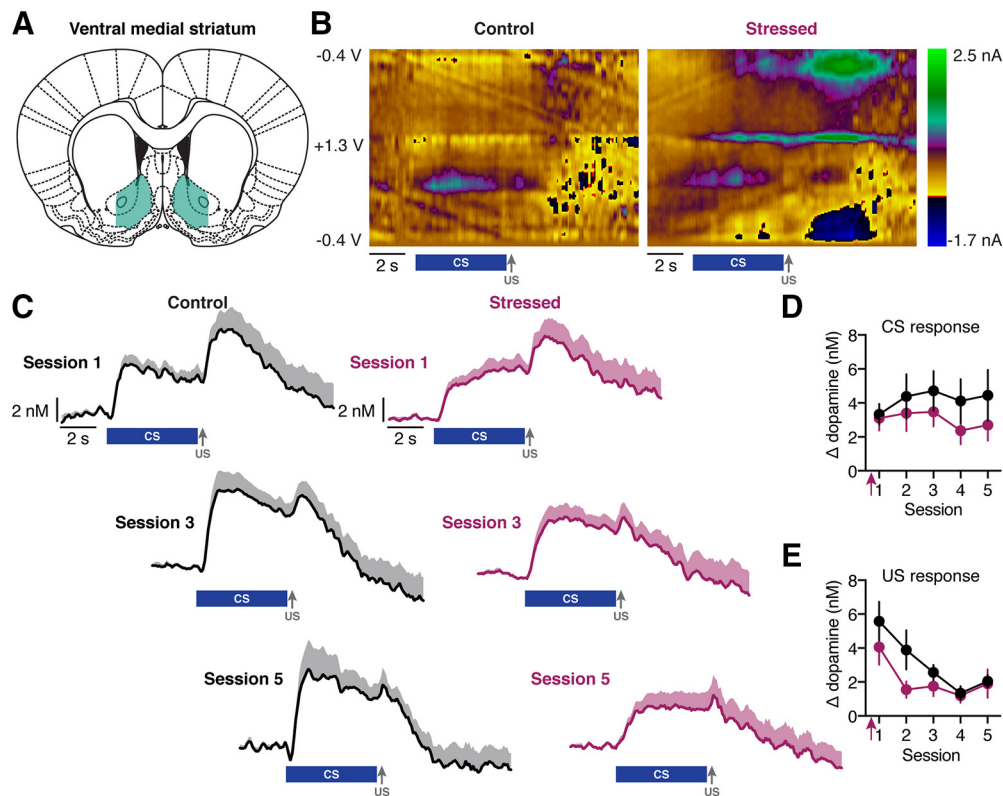 A
Ventral medial striatum
B
Control
Stressed
-0.4 V
+1.3 V
-0.4 V
2.5 nA
-1.7 nA
2 s
CS
US
2 s
CS
US
C
Control
Stressed
Session 1
2 nM
2 s
CS
US
Session 1
2 nM
2 s
CS
US
Session 3
CS
US
Session 3
CS
US
Session 5
CS
US
Session 5
CS
US
D
CS response
Δ dopamine (nM)
8
6
4
2
0
1 2 3 4 5
Session
E
US response
Δ dopamine (nM)
8
6
4
2
0
1 2 3 4 5
Session